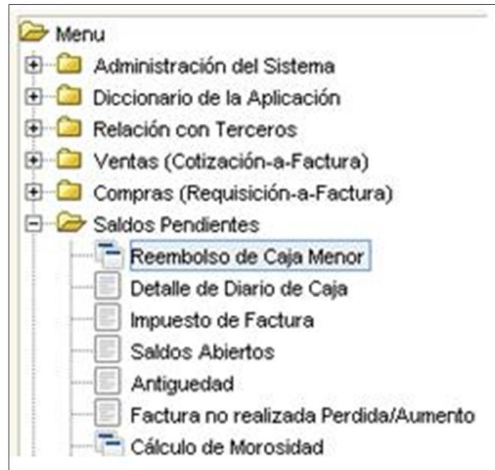 Menu
Administración del Sistema
Diccionario de la Aplicación
Relación con Terceros
Ventas (Cotización-a-Factura)
Compras (Requisición-a-Factura)
Saldos Pendientes
Reembolso de Caja Menor
Detalle de Diario de Caja
Impuesto de Factura
Saldos Abiertos
Antiguedad
Factura no realizada Perdida/Aumento
Cálculo de Morosidad